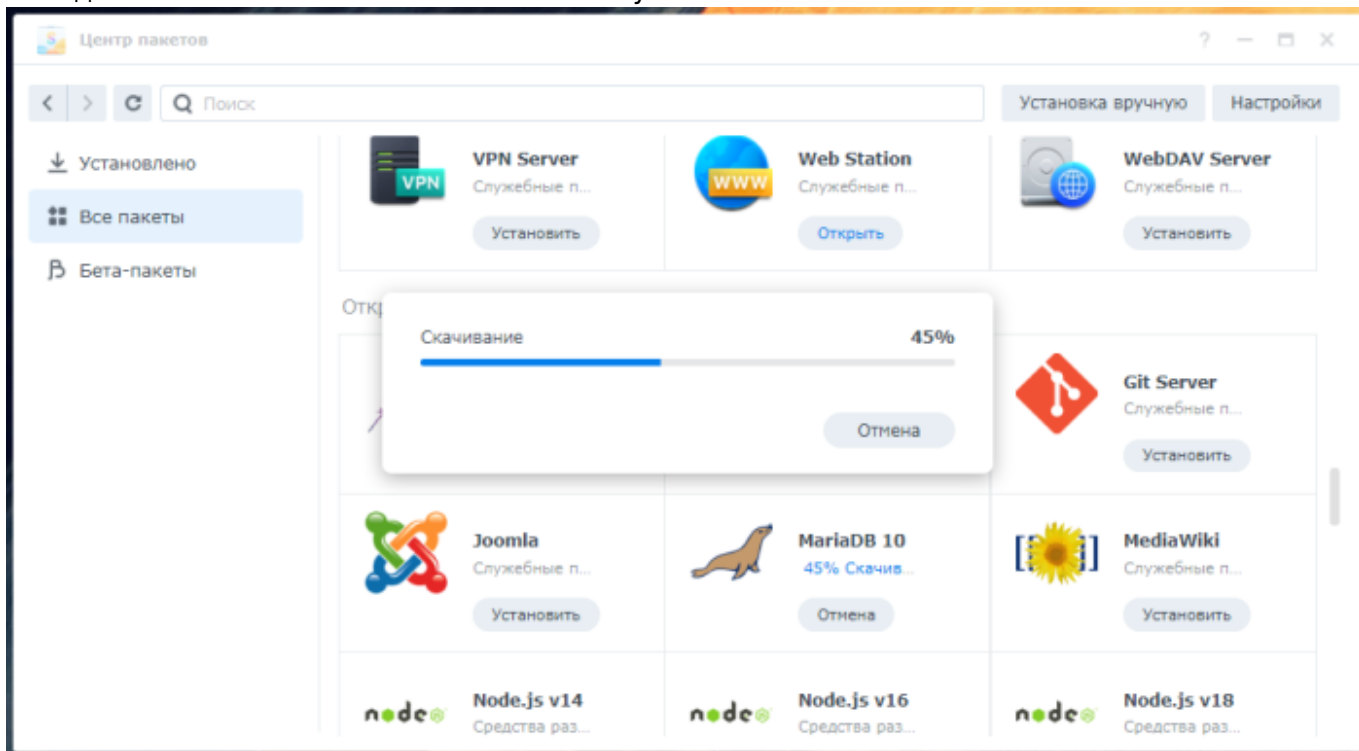 Центр пакетов
Поиск
Установка вручную
Настройки
Установлено
Все пакеты
Бета-пакеты
VPN
VPN Server
Служебные п...
Установить
WWW
Web Station
Служебные п...
Открыть
WebDAV Server
Служебные п...
Установить
Скачивание
45%
Отмена
Git Server
Служебные п...
Установить
Joomla
Служебные п...
Установить
MariaDB 10
45% Скачив...
Отмена
MediaWiki
Служебные п...
Установить
node
Node.js v14
Средства раз...
node
Node.js v16
Средства раз...
node
Node.js v18
Средства раз...